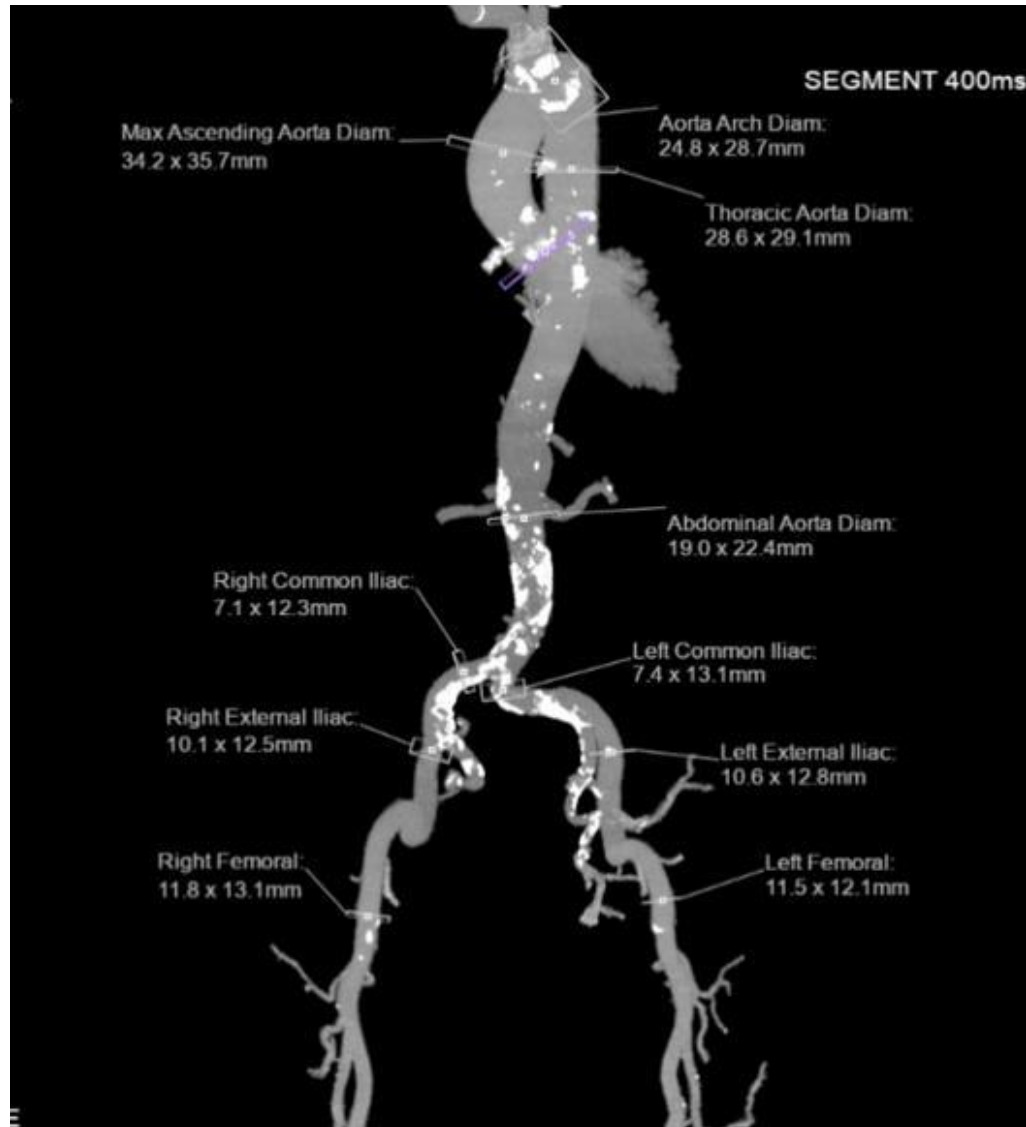 SEGMENT 400ms
Max Ascending Aorta Diam:
34.2 x 35.7mm
Aorta Arch Diam:
24.8 x 28.7mm
Thoracic Aorta Diam:
28.6 x 29.1mm
Abdominal Aorta Diam:
19.0 x 22.4mm
Right Common Iliac:
7.1 x 12.3mm
Left Common Iliac:
7.4 x 13.1mm
Right External Iliac:
10.1 x 12.5mm
Left External Iliac:
10.6 x 12.8mm
Right Femoral:
11.8 x 13.1mm
Left Femoral:
11.5 x 12.1mm